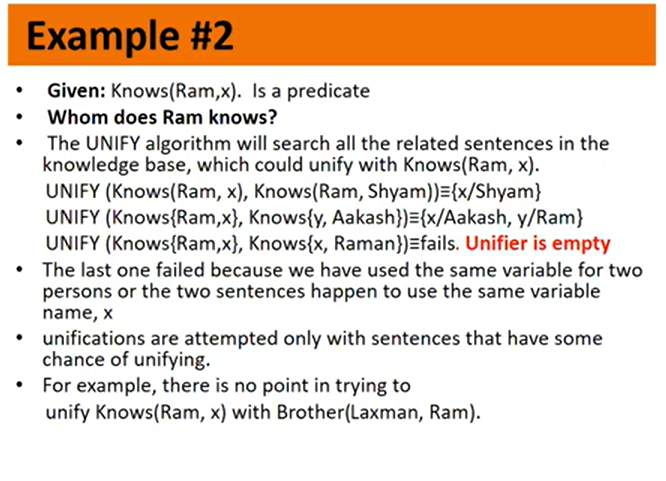 Example #2
• Given: Knows(Ram,x). Is a predicate
• Whom does Ram knows?
• The UNIFY algorithm will search all the related sentences in the
knowledge base, which could unify with Knows(Ram, x).
UNIFY (Knows(Ram, x), Knows(Ram, Shyam))≡{x/Shyam}
UNIFY (Knows{Ram,x}, Knows{y, Aakash})≡{x/Aakash, y/Ram}
UNIFY (Knows{Ram,x}, Knows{x, Raman})≡fails. Unifier is empty
• The last one failed because we have used the same variable for two
persons or the two sentences happen to use the same variable
name, x
• unifications are attempted only with sentences that have some
chance of unifying.
• For example, there is no point in trying to
unify Knows(Ram, x) with Brother(Laxman, Ram).